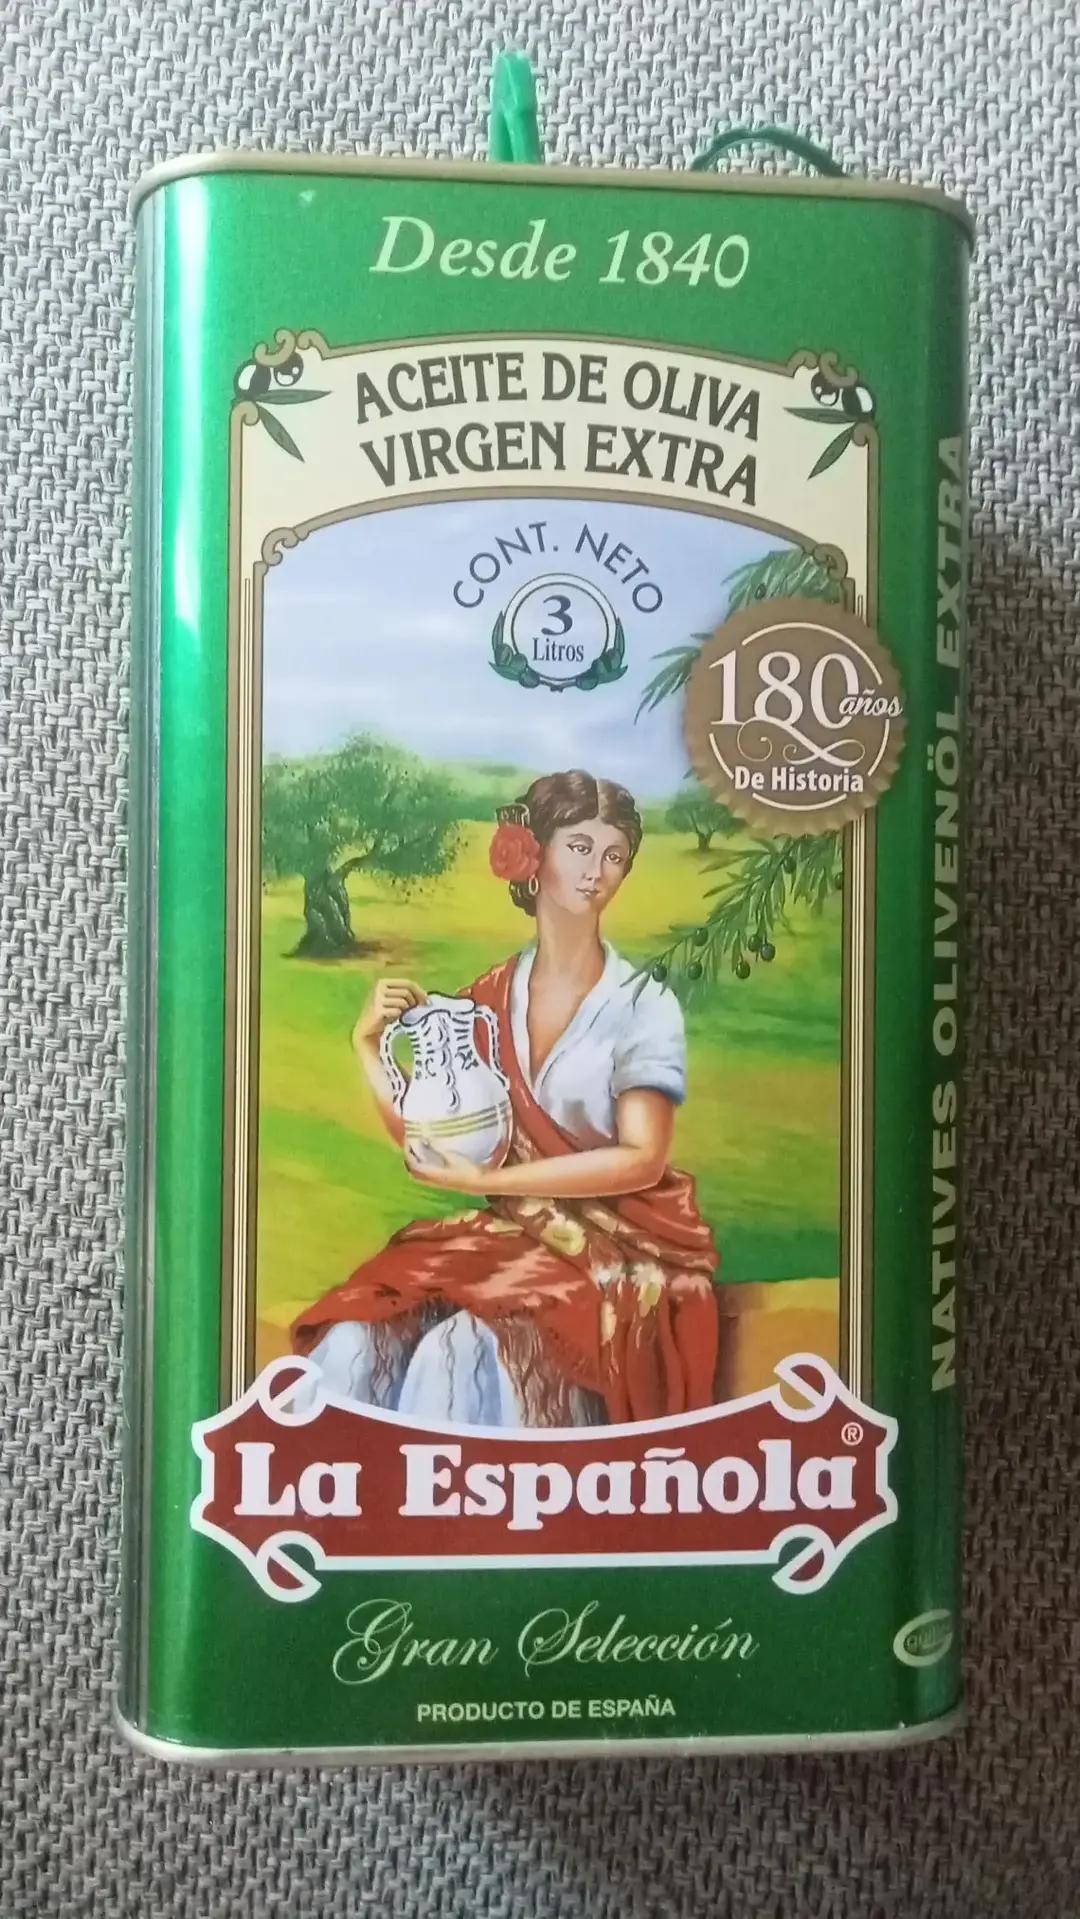 Desde 1840
ACEITE DE OLIVA
VIRGEN EXTRA
CONT. NETO
3
Litros
180 años
De Historia
NATIVES OLIVENÖL EXTRA
La Española®
Gran Selección
PRODUCTO DE ESPAÑA